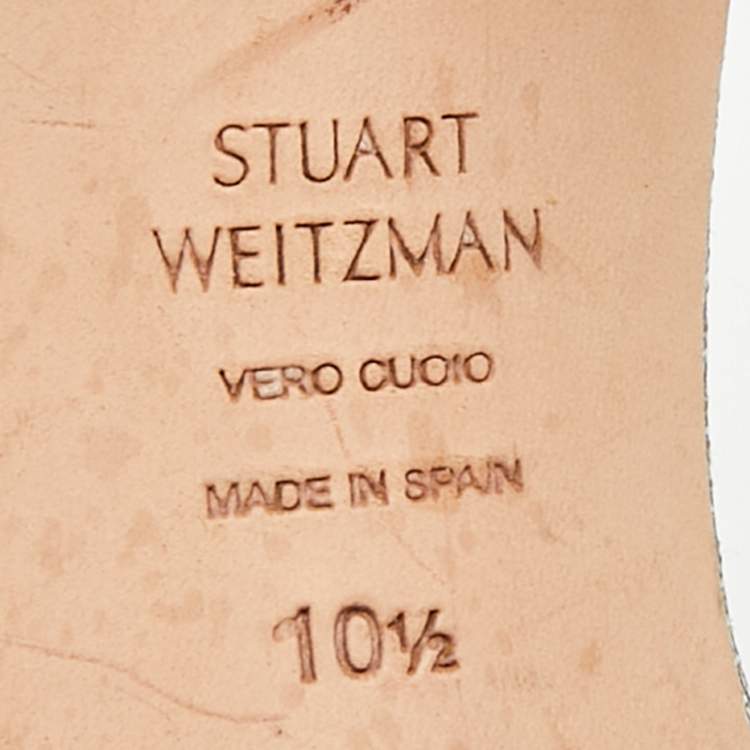 STUART
WEITZMAN
VERO CUOIO
MADE IN SPAIN
10½